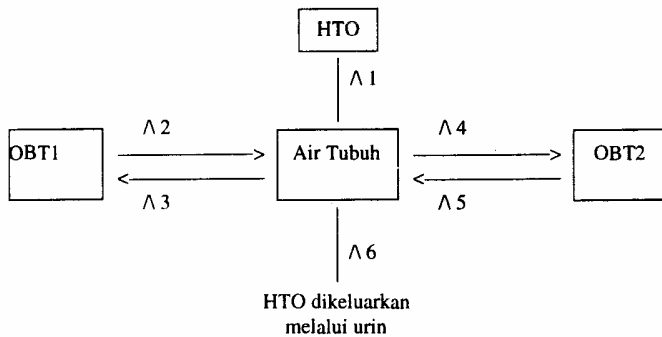 HTO
Λ 1
Λ 2
Λ 4
OBT1
Air Tubuh
OBT2
Λ 3
Λ 5
Λ 6
HTO dikeluarkan
melalui urin